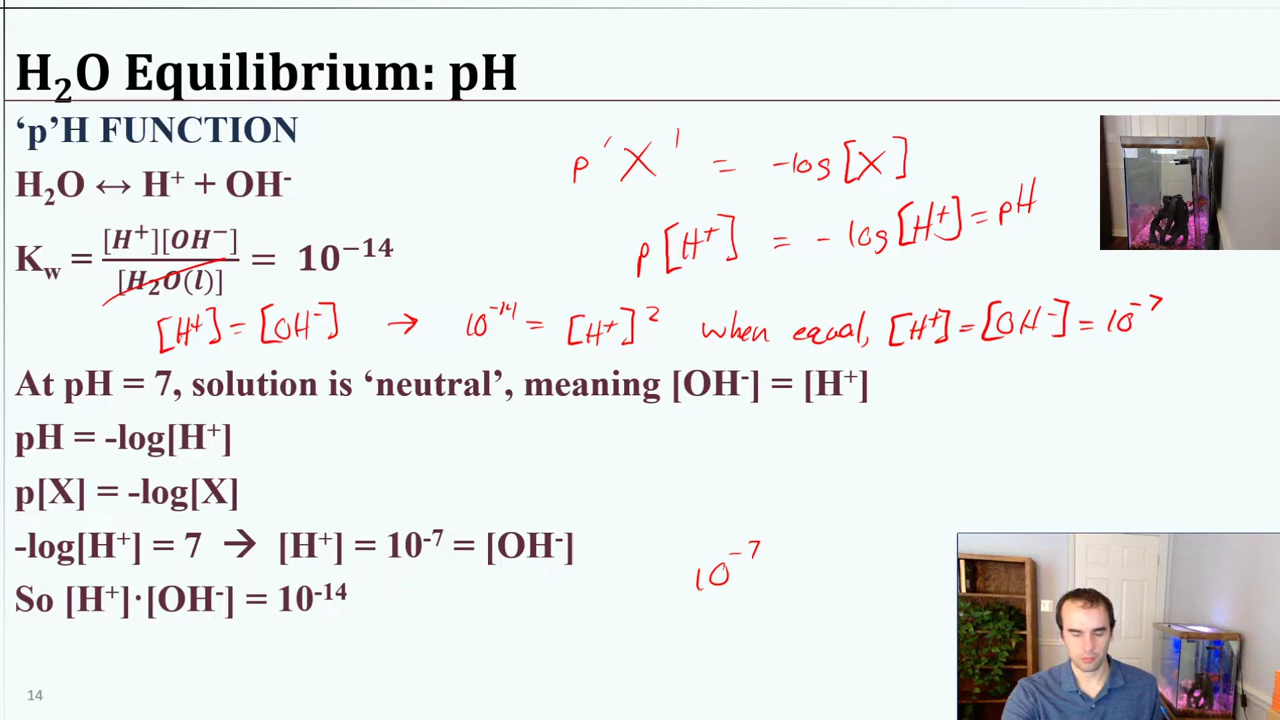 H₂O Equilibrium: pH
‘p’H FUNCTION
p'X' = -log[X]
H₂O ↔ H⁺ + OH⁻
p[H⁺] = -log[H⁺] = pH
K_w = [H⁺][OH⁻] / [H₂O(l)] = 10⁻¹⁴
[H⁺] = [OH⁻] → 10⁻¹⁴ = [H⁺]² when equal, [H⁺] = [OH⁻] = 10⁻⁷
At pH = 7, solution is ‘neutral’, meaning [OH⁻] = [H⁺]
pH = -log[H⁺]
p[X] = -log[X]
-log[H⁺] = 7 → [H⁺] = 10⁻⁷ = [OH⁻]
10⁻⁷
So [H⁺]·[OH⁻] = 10⁻¹⁴
14